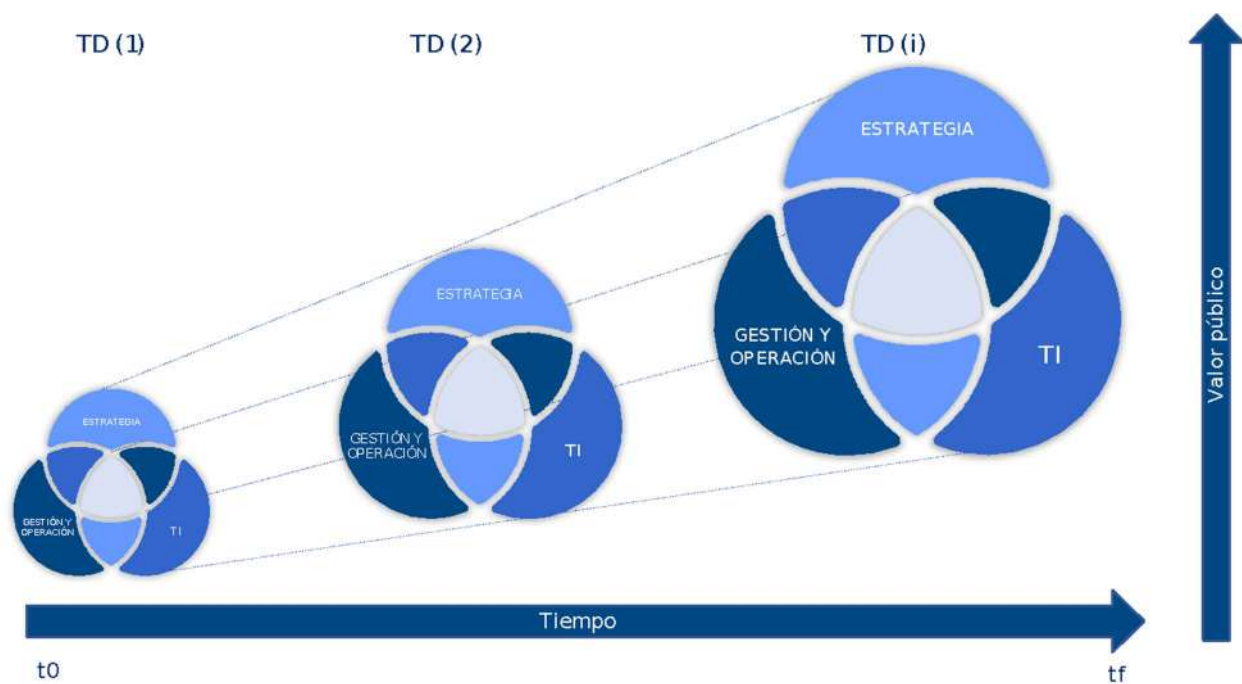 TD (1)
TD (2)
TD (i)
ESTRATEGIA
GESTIÓN Y
OPERACIÓN
TI
ESTRATEGIA
GESTIÓN Y
OPERACIÓN
TI
ESTRATEGIA
GESTIÓN Y
OPERACIÓN
TI
Valor público
Tiempo
t0
tf